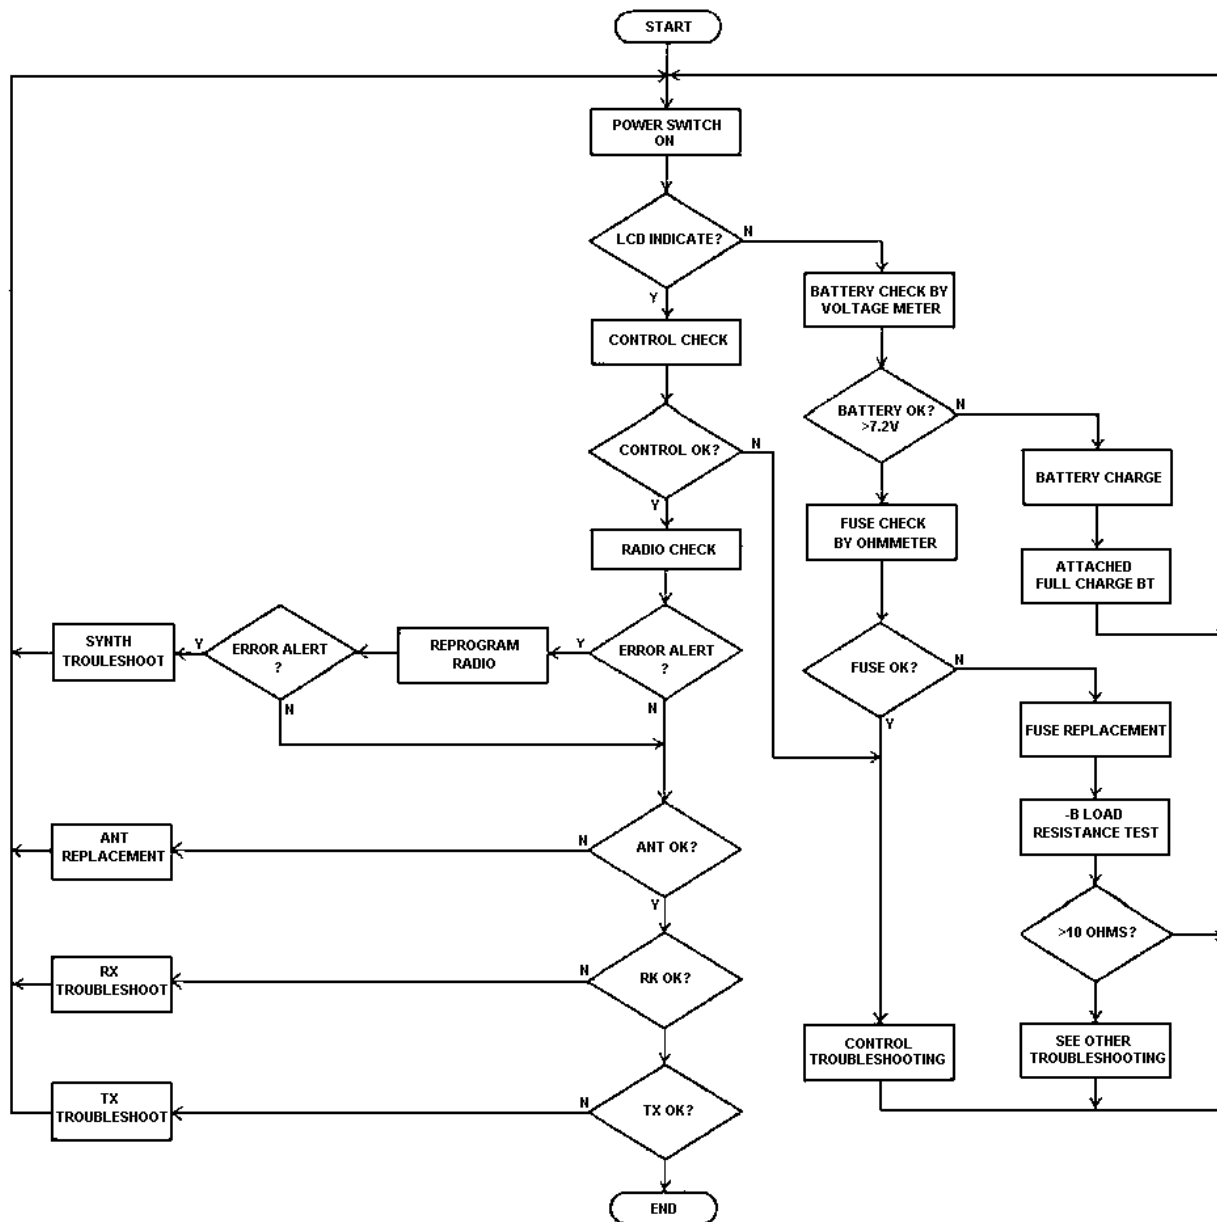 START
POWER SWITCH
ON
LCD INDICATE?
N
Y
BATTERY CHECK BY
VOLTAGE METER
CONTROL CHECK
BATTERY OK?
>7.2V
N
CONTROL OK?
N
Y
BATTERY CHARGE
FUSE CHECK
BY OHMMETER
RADIO CHECK
ATTACHED
FULL CHARGE BT
SYNTH
TROULESHOOT
Y
ERROR ALERT
?
N
REPROGRAM
RADIO
Y
ERROR ALERT
?
N
FUSE OK?
N
Y
FUSE REPLACEMENT
-B LOAD
RESISTANCE TEST
ANT
REPLACEMENT
N
ANT OK?
Y
>10 OHMS?
RX
TROUBLESHOOT
N
RK OK?
CONTROL
TROUBLESHOOTING
SEE OTHER
TROUBLESHOOTING
TX
TROUBLESHOOT
N
TX OK?
END